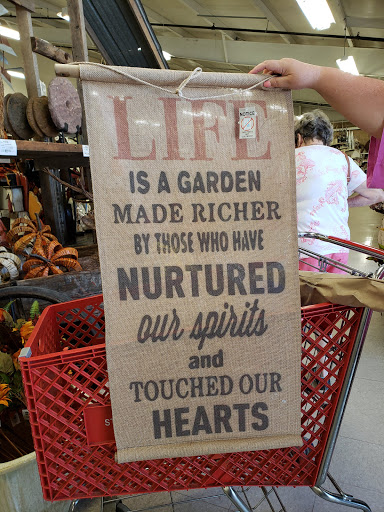 LIFE
IS A GARDEN
MADE RICHER
BY THOSE WHO HAVE
NURTURED
our spirits
and
TOUCHED OUR
HEARTS